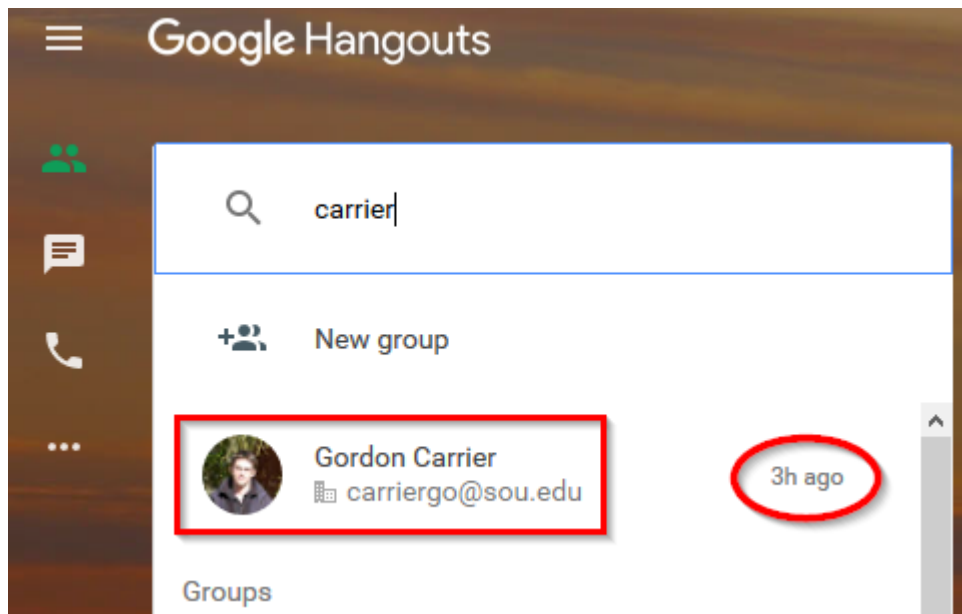 Google Hangouts
carrier
New group
Gordon Carrier
carriergo@sou.edu
3h ago
Groups